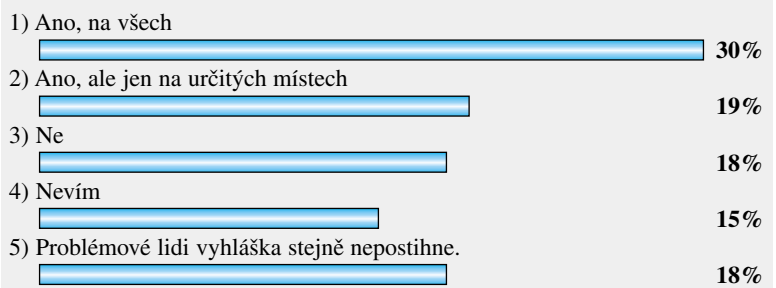 1) Ano, na všech
30%
2) Ano, ale jen na určitých místech
19%
3) Ne
18%
4) Nevím
15%
5) Problémové lidi vyhláška stejně nepostihne.
18%